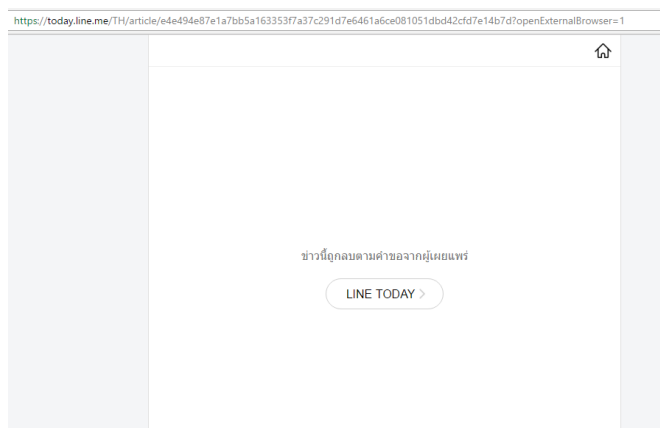 https://today.line.me/TH/article/e4e494e87e1a7bb5a163353f7a37c291d7e6461a6ce081051dbd42cfd7e14b7d?openExternalBrowser=1
ข่าวนี้ถูกลบตามคำขอจากผู้เผยแพร่
LINE TODAY >